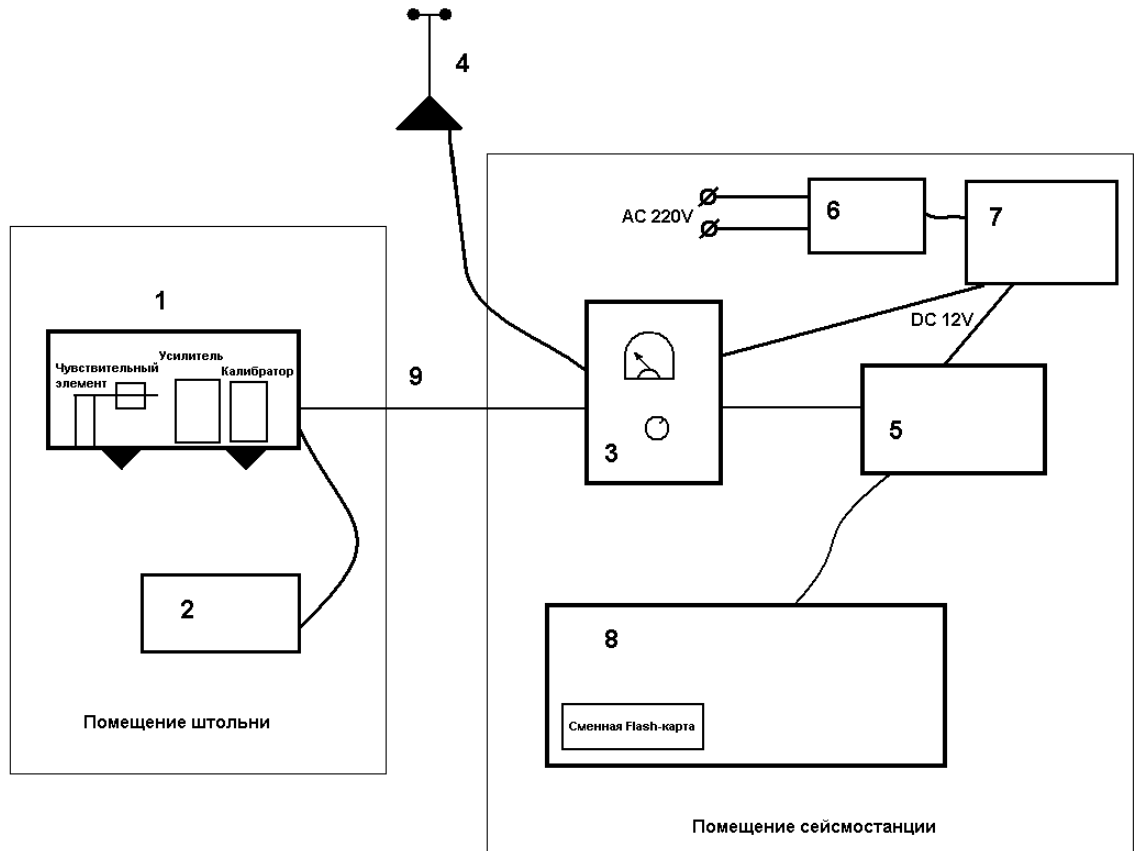 4
AC 220V
6
7
DC 12V
1
Чувствительный
элемент
Усилитель
Калибратор
9
3
5
2
8
Сменная Flash-карта
Помещение штольни
Помещение сейсмостанции